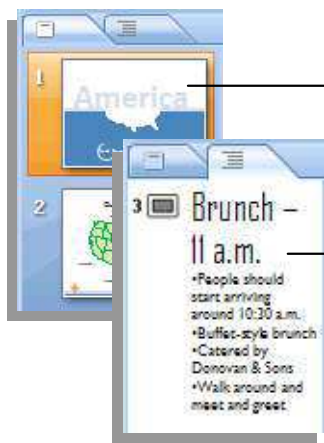 1
America
2
3
Brunch –
11 a.m.
•People should
start arriving
around 10:30 a.m.
•Buffet-style brunch
•Catered by
Donovan & Sons
•Walk around and
meet and greet